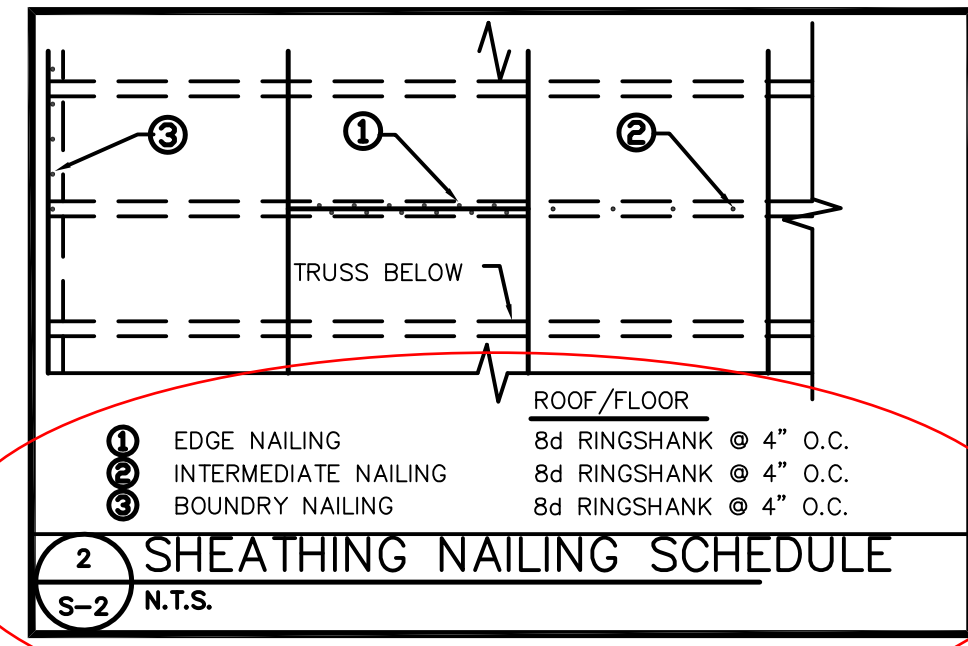 3
1
2
TRUSS BELOW
ROOF/FLOOR
1 EDGE NAILING 8d RINGSHANK @ 4" O.C.
2 INTERMEDIATE NAILING 8d RINGSHANK @ 4" O.C.
3 BOUNDRY NAILING 8d RINGSHANK @ 4" O.C.
2 SHEATHING NAILING SCHEDULE
S-2 N.T.S.